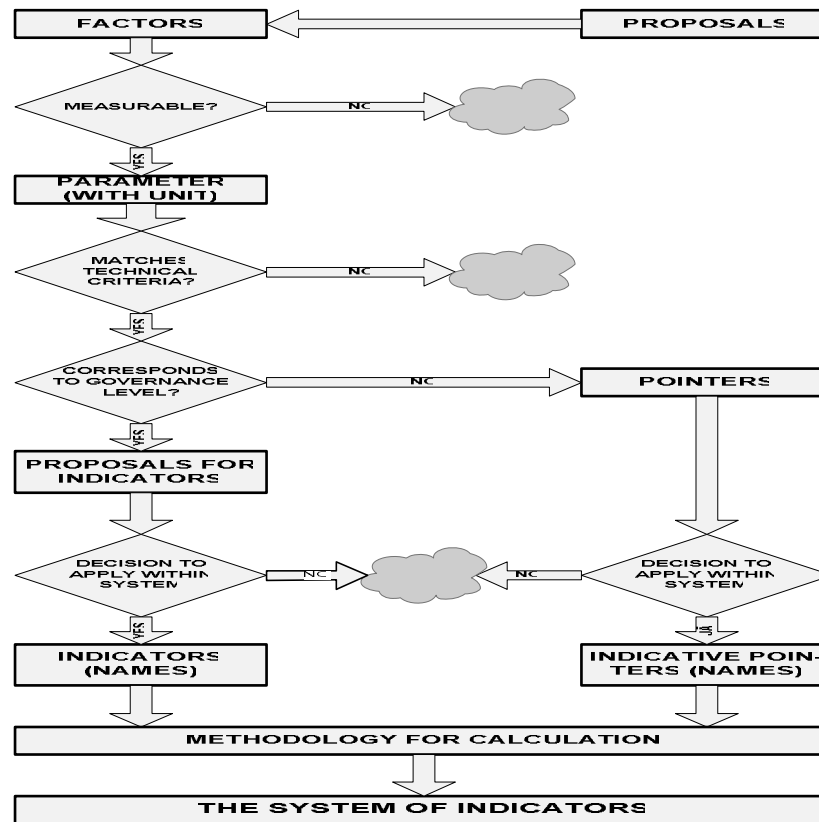 FACTORS
PROPOSALS
MEASURABLE?
NO
YES
PARAMETER
(WITH UNIT)
MATCHES
TECHNICAL
CRITERIA?
NO
YES
CORRESPONDS
TO GOVERNANCE
LEVEL?
NO
POINTERS
YES
PROPOSALS FOR
INDICATORS
DECISION TO
APPLY WITHIN
SYSTEM
NO
NO
DECISION TO
APPLY WITHIN
SYSTEM
YES
JÄ
INDICATORS
(NAMES)
INDICATIVE POIN-
TERS (NAMES)
METHODOLOGY FOR CALCULATION
THE SYSTEM OF INDICATORS